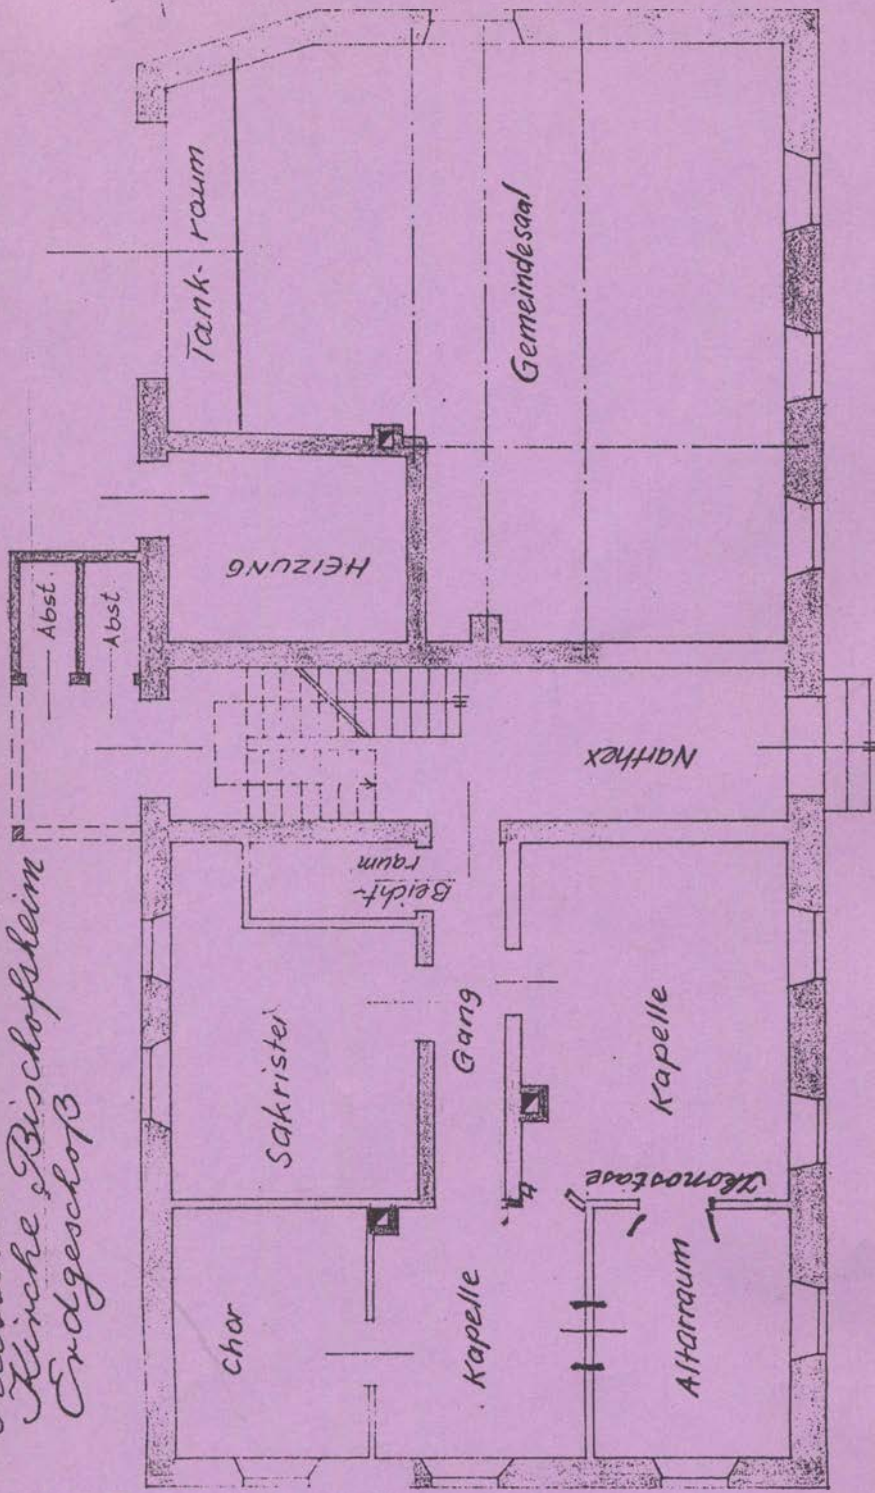 Kirche, Bischofsheim
Erdgeschoß
Abst.
Abst
Tank-raum
HEIZUNG
Gemeindesaal
Narthex
Beicht-
raum
Sakristei
Gang
Kapelle
Ikonostase
Chor
Kapelle
Altarraum